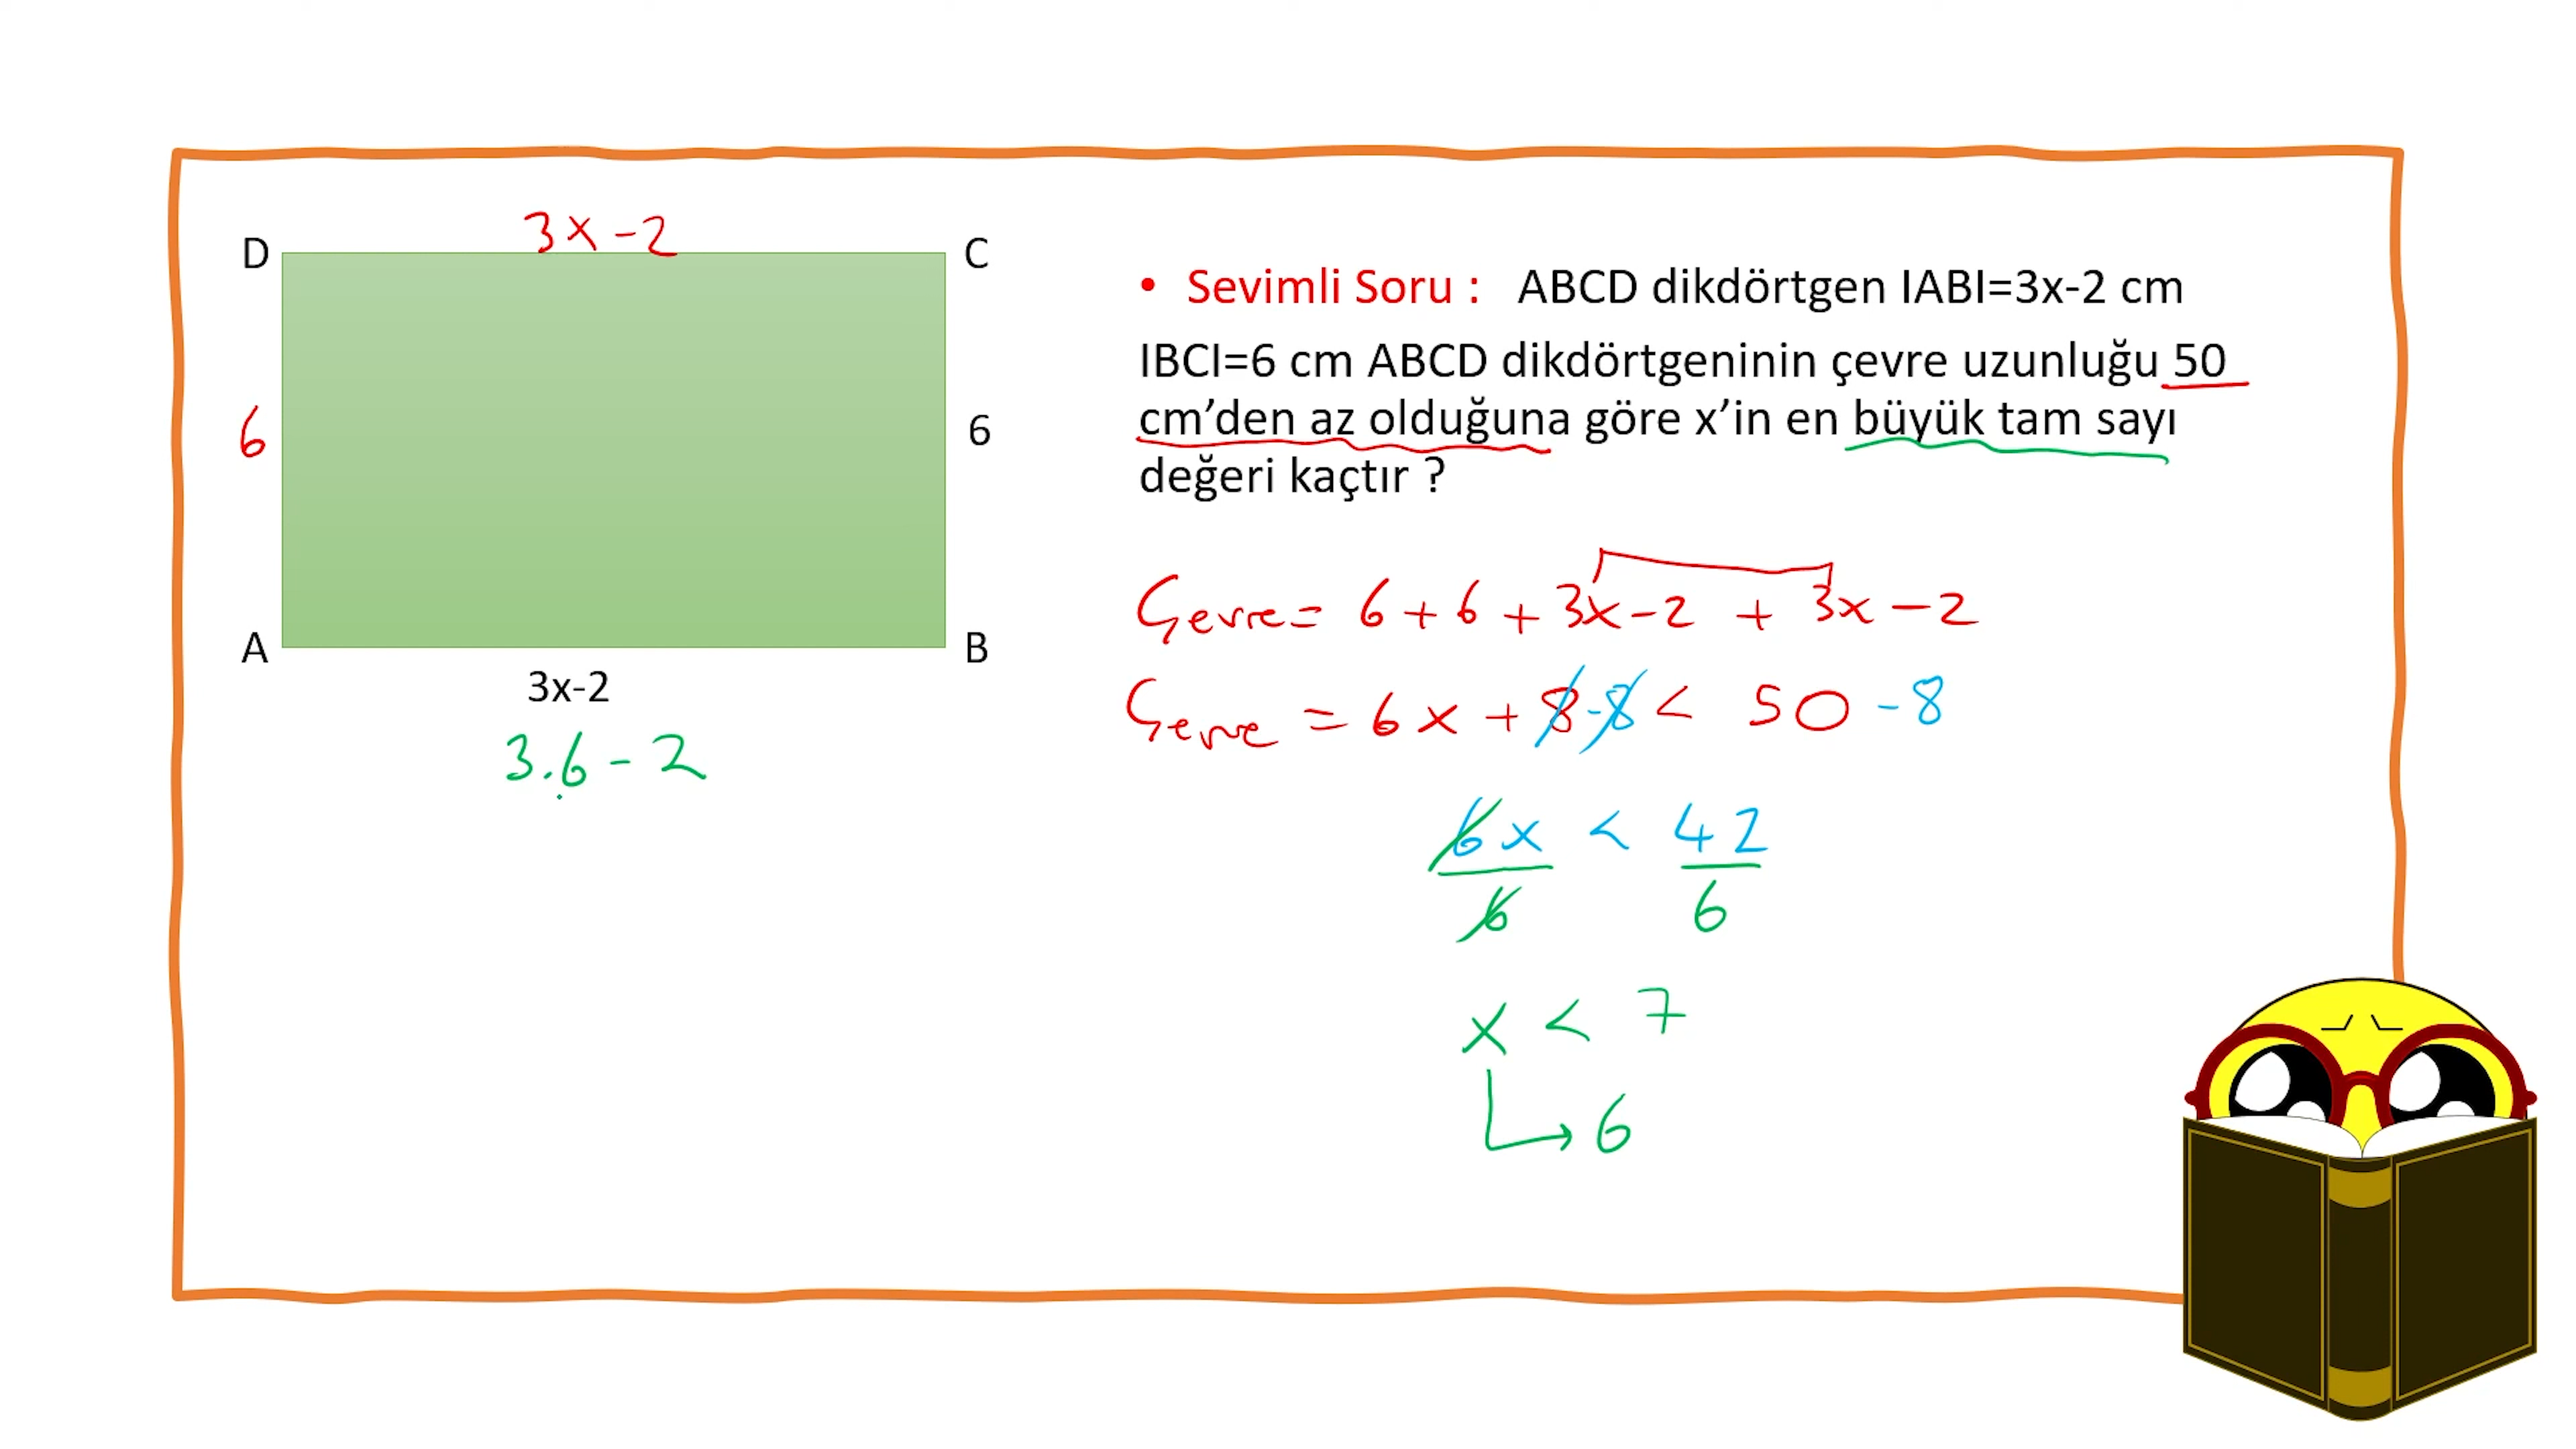 3x-2
D
C
6
6
A
B
3x-2
3.6-2
• Sevimli Soru : ABCD dikdörtgen IABI=3x-2 cm
IBCI=6 cm ABCD dikdörtgeninin çevre uzunluğu 50
cm’den az olduğuna göre x’in en büyük tam sayı
değeri kaçtır ?
Çevre= 6+6+3x-2 + 3x-2
Çevre = 6x+8-8< 50-8
6x < 42
6 6
x < 7
→ 6